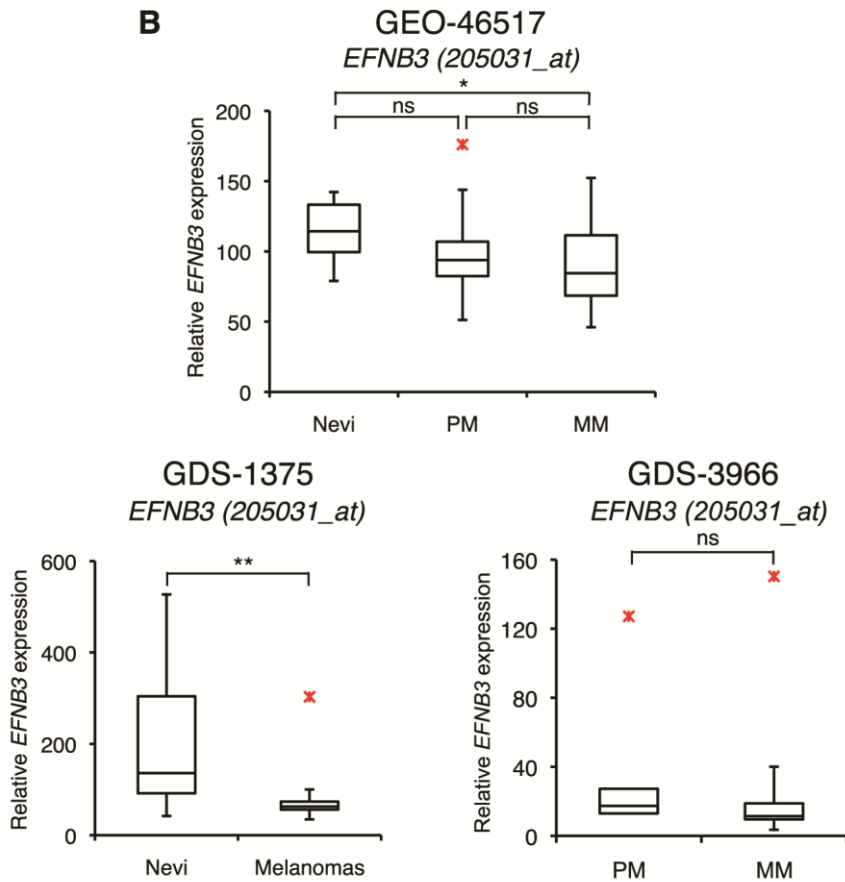 B
GEO-46517
EFNB3 (205031_at)
*
ns ns
Relative EFNB3 expression
200
150
100
50
0
Nevi PM MM
GDS-1375
EFNB3 (205031_at)
**
Relative EFNB3 expression
600
400
200
0
Nevi Melanomas
GDS-3966
EFNB3 (205031_at)
ns
Relative EFNB3 expression
160
120
80
40
0
PM MM